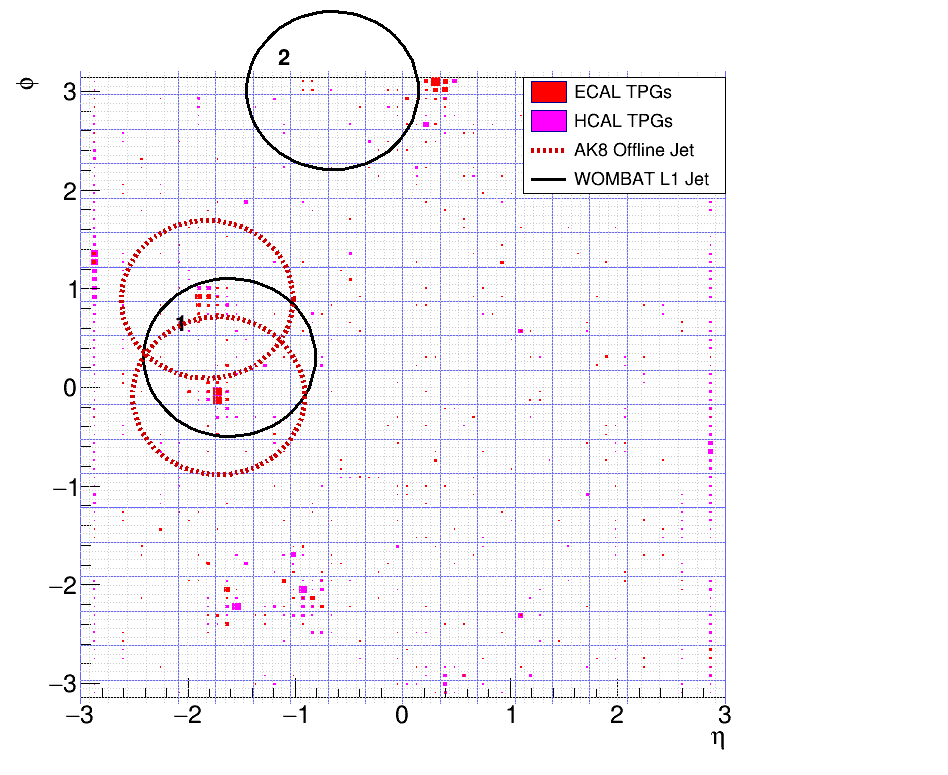 2
ϕ
3
2
1
0
−1
−2
−3
ECAL TPGs
HCAL TPGs
AK8 Offline Jet
WOMBAT L1 Jet
1
−3 −2 −1 0 1 2 3
η